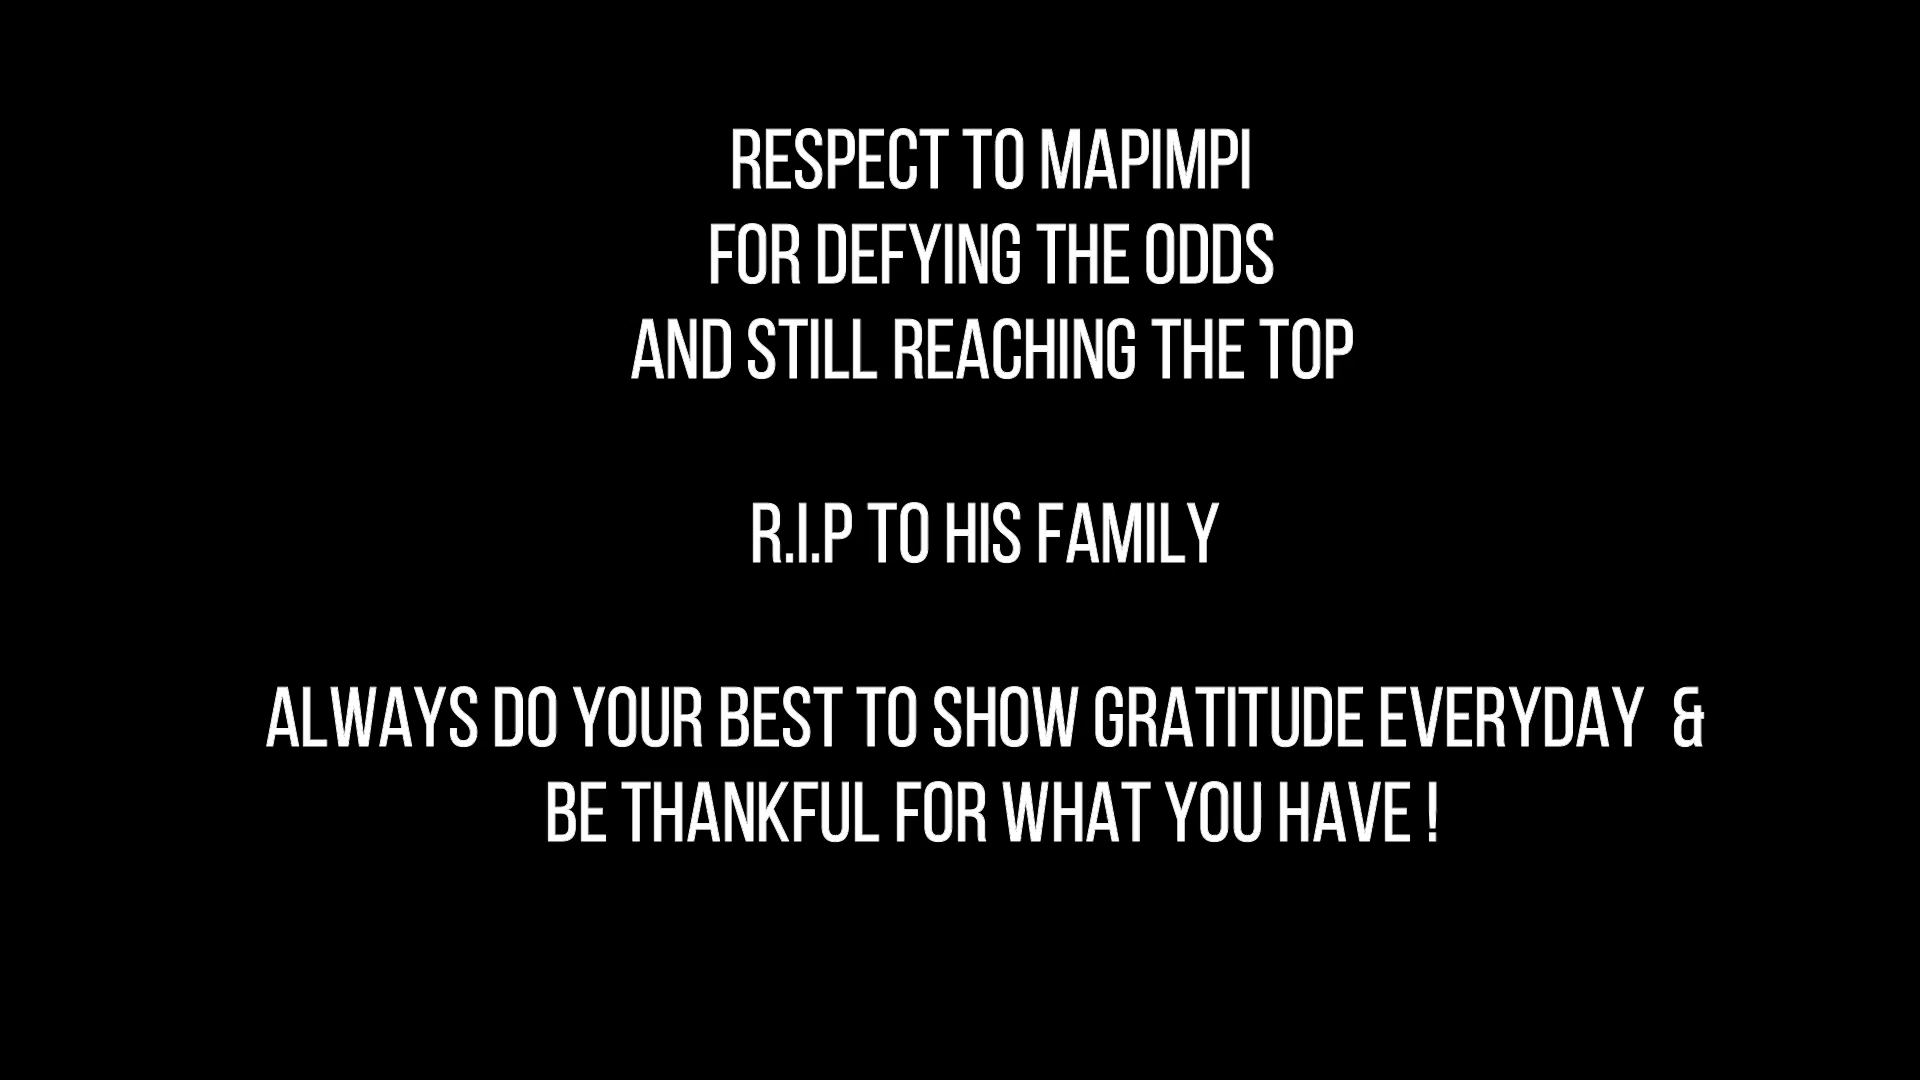 RESPECT TO MAPIMPI
FOR DEFYING THE ODDS
AND STILL REACHING THE TOP
R.I.P TO HIS FAMILY
ALWAYS DO YOUR BEST TO SHOW GRATITUDE EVERYDAY &
BE THANKFUL FOR WHAT YOU HAVE !